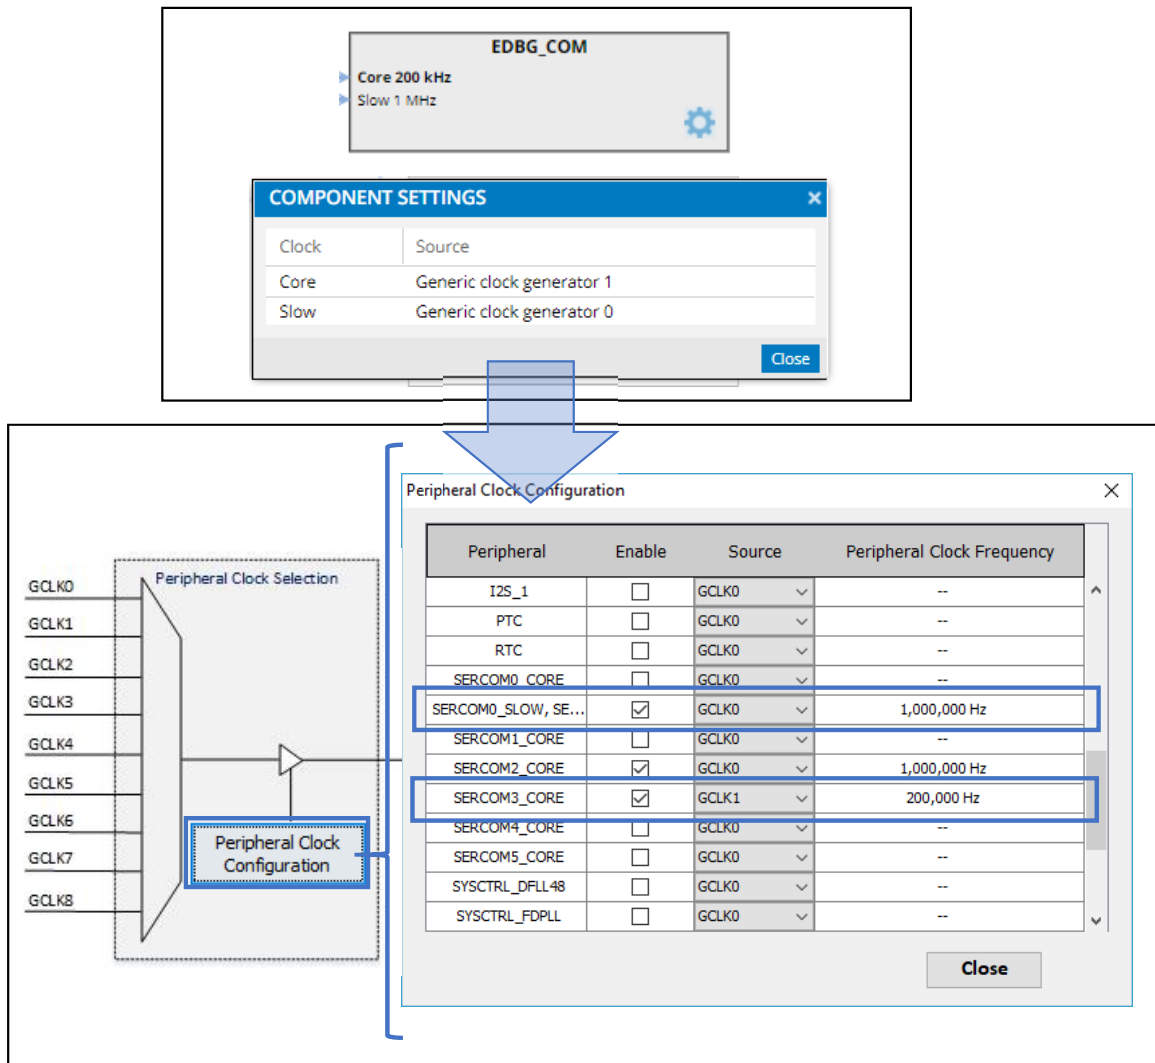 EDBG_COM
Core 200 kHz
Slow 1 MHz
COMPONENT SETTINGS
Clock Source
Core Generic clock generator 1
Slow Generic clock generator 0
Close
Peripheral Clock Selection
GCLK0
GCLK1
GCLK2
GCLK3
GCLK4
GCLK5
GCLK6
GCLK7
GCLK8
Peripheral Clock
Configuration
Peripheral Clock Configuration
Peripheral Enable Source Peripheral Clock Frequency
I2S_1 GCLK0 --
PTC GCLK0 --
RTC GCLK0 --
SERCOM0_CORE GCLK0 --
SERCOM0_SLOW, SE... GCLK0 1,000,000 Hz
SERCOM1_CORE GCLK0 --
SERCOM2_CORE GCLK0 1,000,000 Hz
SERCOM3_CORE GCLK1 200,000 Hz
SERCOM4_CORE GCLK0 --
SERCOM5_CORE GCLK0 --
SYSCTRL_DFLL48 GCLK0 --
SYSCTRL_FDPLL GCLK0 --
Close